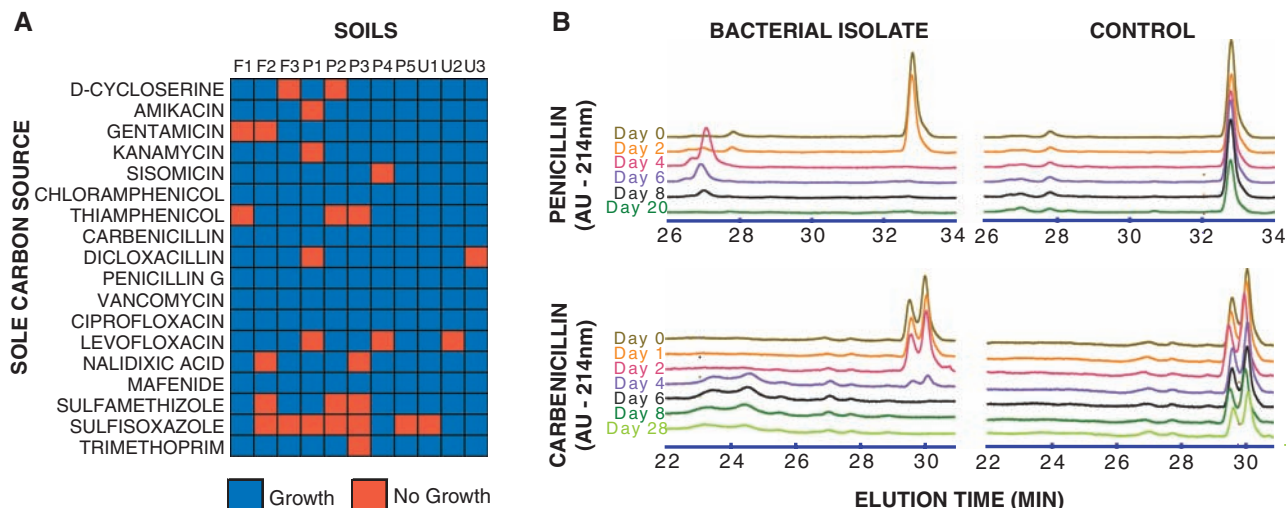 A
SOILS
F1 F2 F3 P1 P2 P3 P4 P5 U1 U2 U3
SOLE CARBON SOURCE
D-CYCLOSERINE
AMIKACIN
GENTAMICIN
KANAMYCIN
SISOMICIN
CHLORAMPHENICOL
THIAMPHENICOL
CARBENICILLIN
DICLOXACILLIN
PENICILLIN G
VANCOMYCIN
CIPROFLOXACIN
LEVOFLOXACIN
NALIDIXIC ACID
MAFENIDE
SULFAMETHIZOLE
SULFISOXAZOLE
TRIMETHOPRIM
Growth
No Growth
B
BACTERIAL ISOLATE
CONTROL
PENICILLIN
(AU - 214nm)
Day 0
Day 2
Day 4
Day 6
Day 8
Day 20
26 28 30 32 34
26 28 30 32 34
CARBENICILLIN
(AU - 214nm)
Day 0
Day 1
Day 2
Day 4
Day 6
Day 8
Day 28
22 24 26 28 30
22 24 26 28 30
ELUTION TIME (MIN)